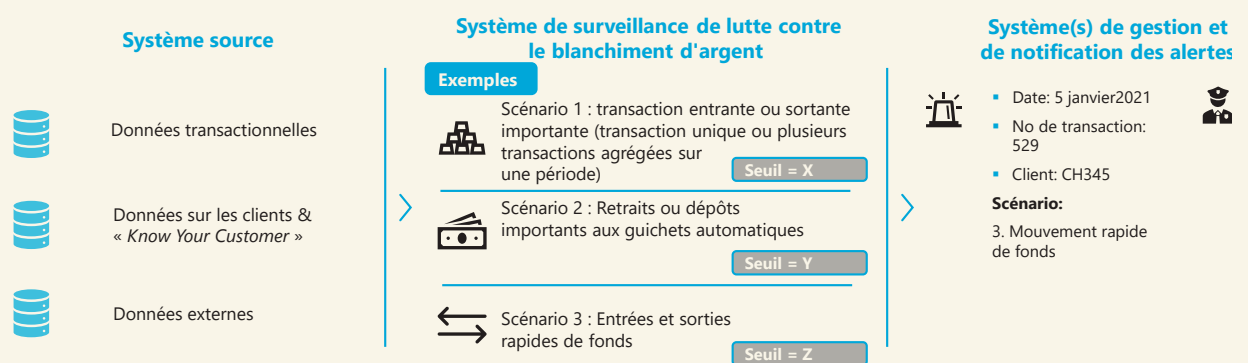 Système source
Données transactionnelles
Données sur les clients &
« Know Your Customer »
Données externes
Système de surveillance de lutte contre
le blanchiment d'argent
Exemples
Scénario 1 : transaction entrante ou sortante
importante (transaction unique ou plusieurs
transactions agrégées sur
une période)
Seuil = X
Scénario 2 : Retraits ou dépôts
importants aux guichets automatiques
Seuil = Y
Scénario 3 : Entrées et sorties
rapides de fonds
Seuil = Z
Système(s) de gestion et
de notification des alertes
Date: 5 janvier2021
No de transaction:
529
Client: CH345
Scénario:
3. Mouvement rapide
de fonds